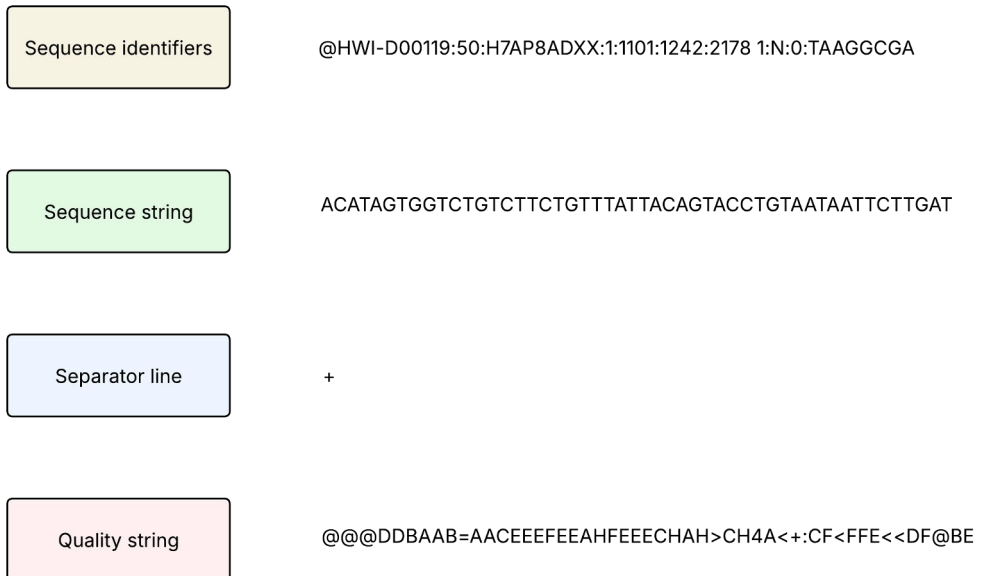 Sequence identifiers
@HWI-D00119:50:H7AP8ADXX:1:1101:1242:2178 1:N:0:TAAGGCGA
Sequence string
ACATAGTGGTCTGTCTTCTGTTTATTACAGTACCTGTAATAATTCTTGAT
Separator line
+
Quality string
@@@DDBAAB=AACEEEFEEAHFEEECHAH>CH4A<+:CF<FFE<<DF@BE